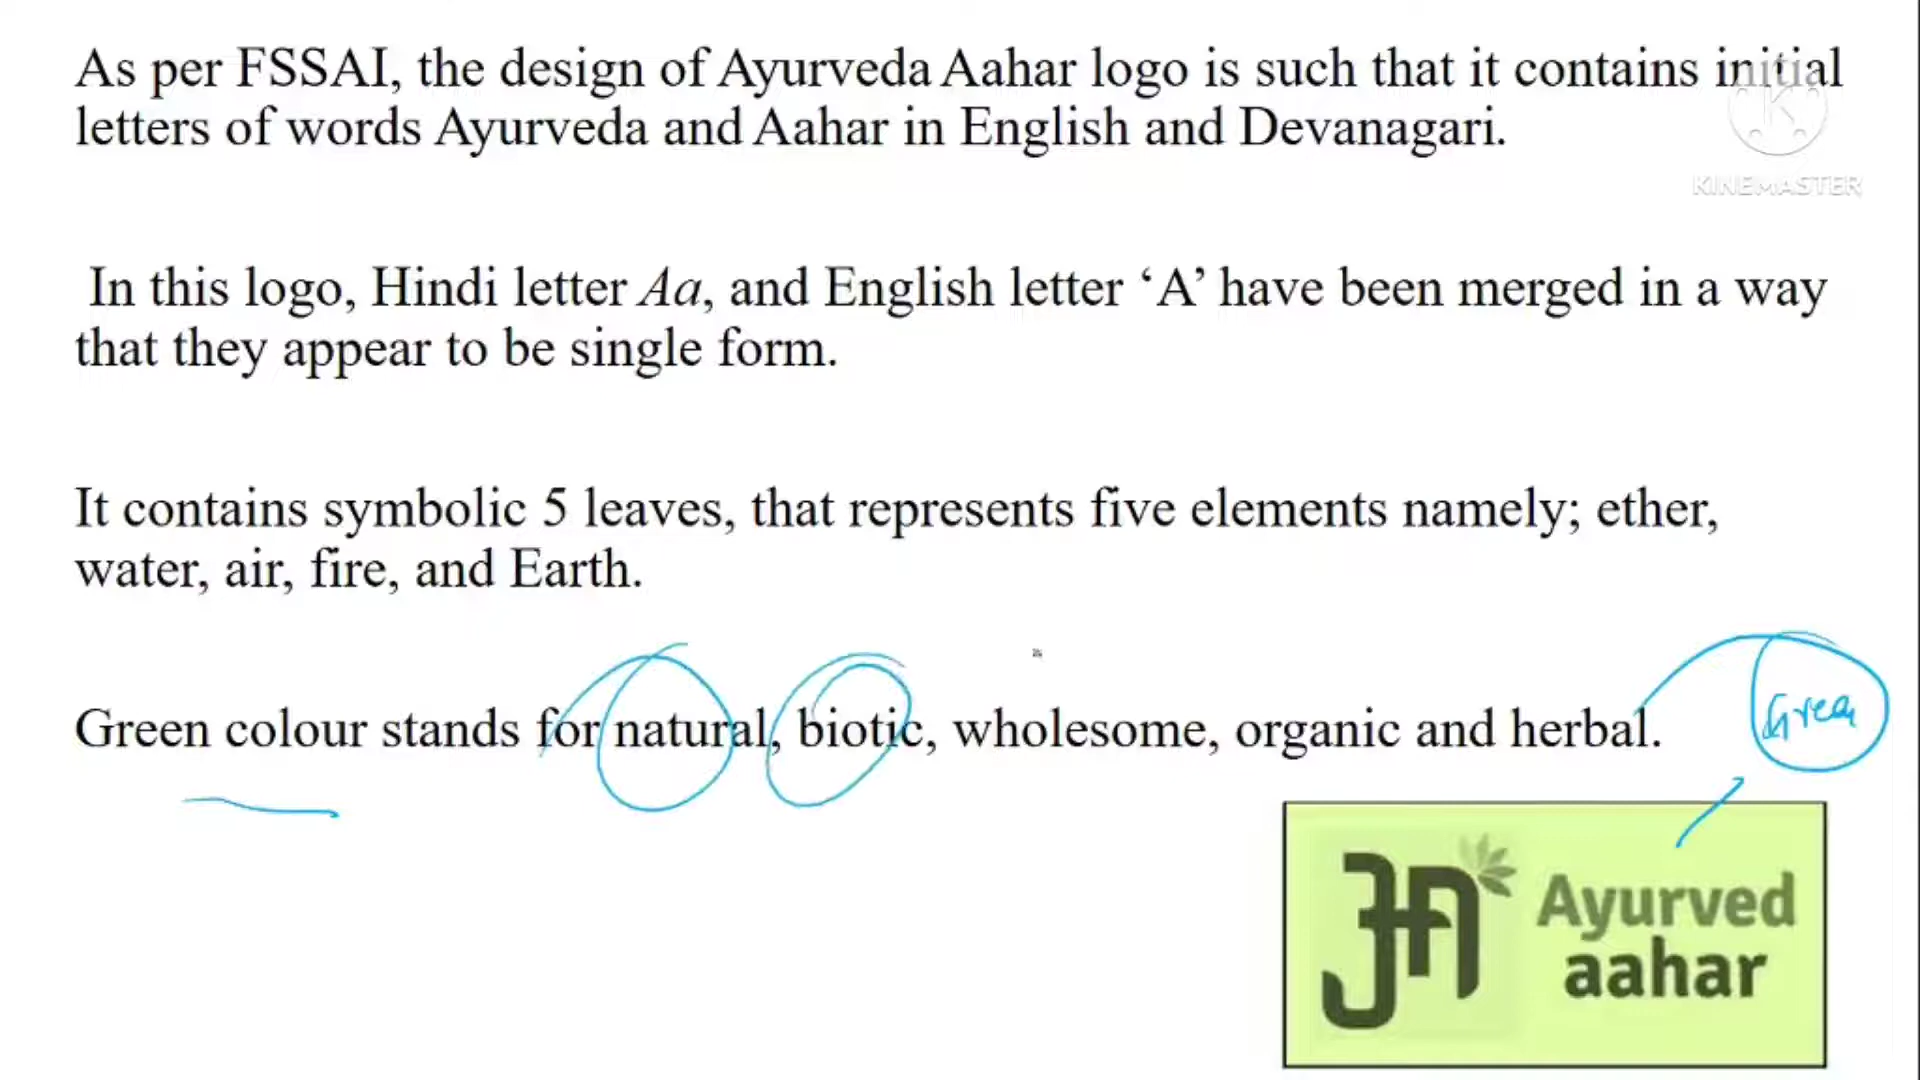 As per FSSAI, the design of Ayurveda Aahar logo is such that it contains initial
letters of words Ayurveda and Aahar in English and Devanagari.
KINEMASTER
In this logo, Hindi letter Aa, and English letter ‘A’ have been merged in a way
that they appear to be single form.
It contains symbolic 5 leaves, that represents five elements namely; ether,
water, air, fire, and Earth.
Green colour stands for natural, biotic, wholesome, organic and herbal.
Green
अA Ayurved
aahar